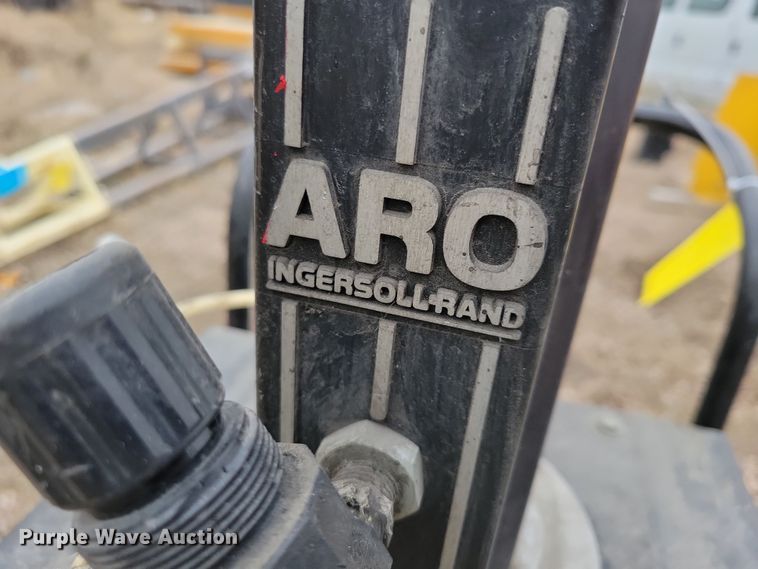 ARO
INGERSOLL-RAND
Purple Wave Auction